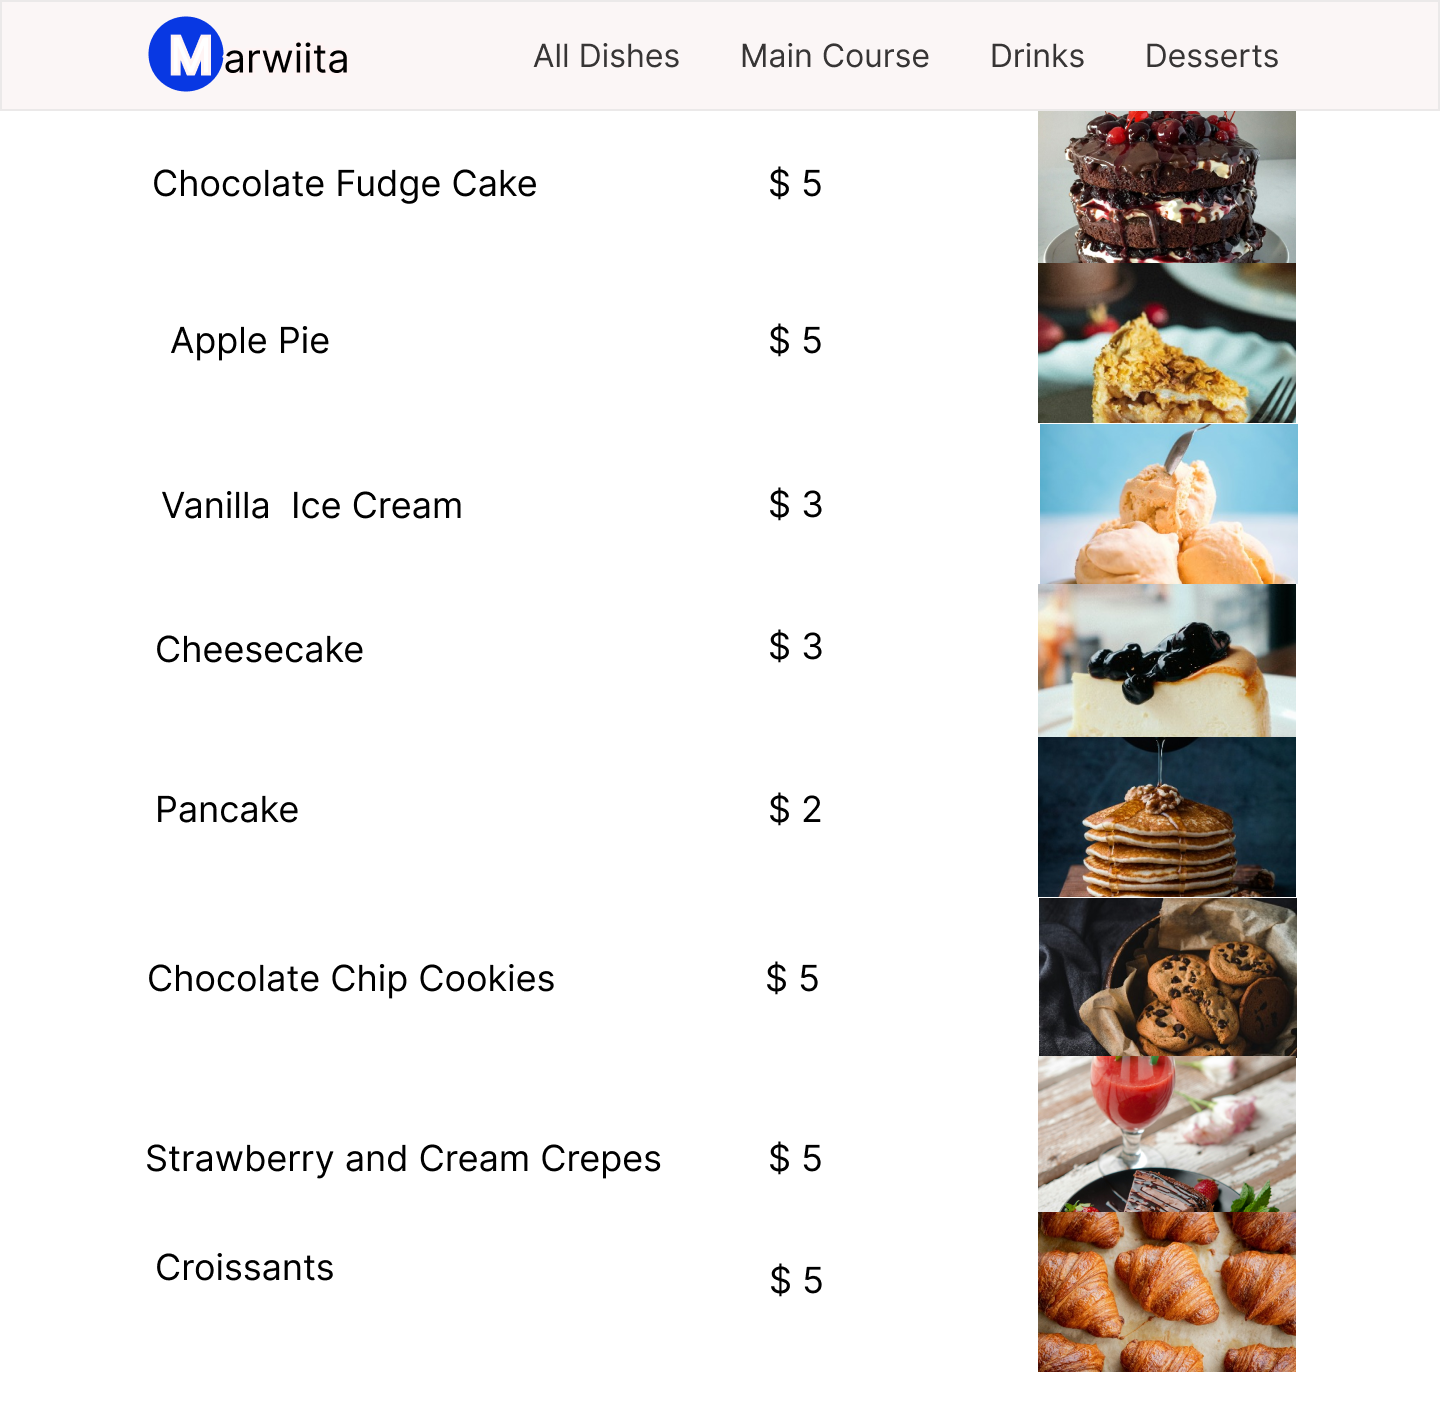 Marwiita All Dishes Main Course Drinks Desserts
Chocolate Fudge Cake $ 5
Apple Pie $ 5
Vanilla  Ice Cream $ 3
Cheesecake $ 3
Pancake $ 2
Chocolate Chip Cookies $ 5
Strawberry and Cream Crepes $ 5
Croissants $ 5